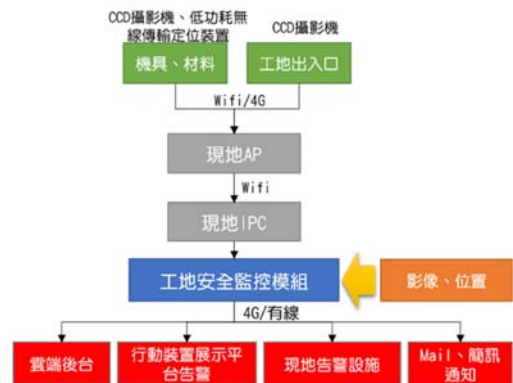 CCD攝影機、低功耗無
線傳輸定位裝置
CCD攝影機
機具、材料
工地出入口
Wifi/4G
現地AP
Wifi
現地IPC
工地安全監控模組
影像、位置
4G/有線
雲端後台
行動裝置展示平
台告警
現地告警設施
Mail、簡訊
通知